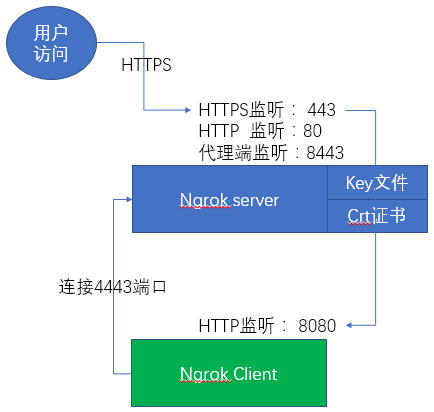 用户
访问
HTTPS
HTTPS监听： 443
HTTP 监听：80
代理端监听：8443
Key文件
Ngrok server
Crt证书
连接4443端口
HTTP监听： 8080
Ngrok Client